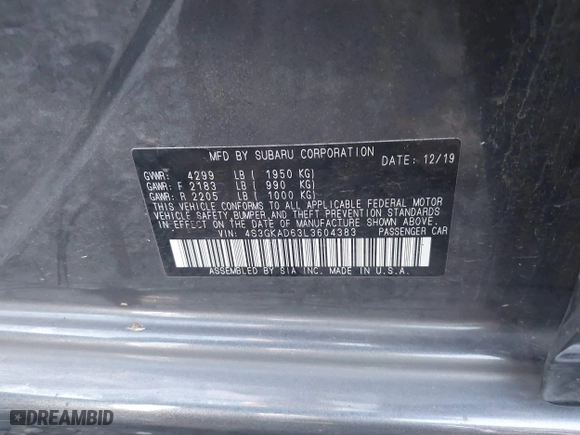 MFD BY SUBARU CORPORATION
DATE: 12/19
GVWR: 4299 LB ( 1950 KG)
GAWR: F 2183 LB ( 990 KG)
GAWR: R 2205 LB ( 1000 KG)
THIS VEHICLE CONFORMS TO ALL APPLICABLE FEDERAL MOTOR
VEHICLE SAFETY,BUMPER,AND THEFT PREVENTION STANDARDS
IN EFFECT ON THE DATE OF MANUFACTURE SHOWN ABOVE.
VIN: 4S3GKAD63L3604383 PASSENGER CAR
ASSEMBLED BY SIA INC. MADE IN U.S.A.
DREAMBID